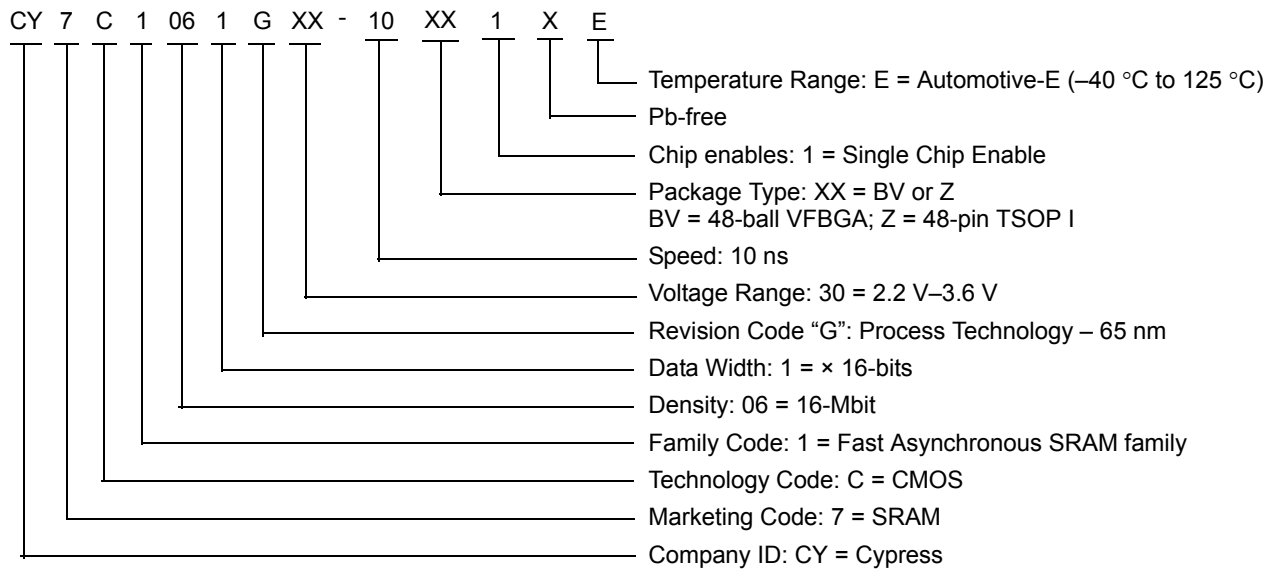 CY 7 C 1 06 1 G XX - 10 XX 1 X E
Temperature Range: E = Automotive-E (–40 °C to 125 °C)
Pb-free
Chip enables: 1 = Single Chip Enable
Package Type: XX = BV or Z
BV = 48-ball VFBGA; Z = 48-pin TSOP I
Speed: 10 ns
Voltage Range: 30 = 2.2 V–3.6 V
Revision Code “G”: Process Technology – 65 nm
Data Width: 1 = × 16-bits
Density: 06 = 16-Mbit
Family Code: 1 = Fast Asynchronous SRAM family
Technology Code: C = CMOS
Marketing Code: 7 = SRAM
Company ID: CY = Cypress